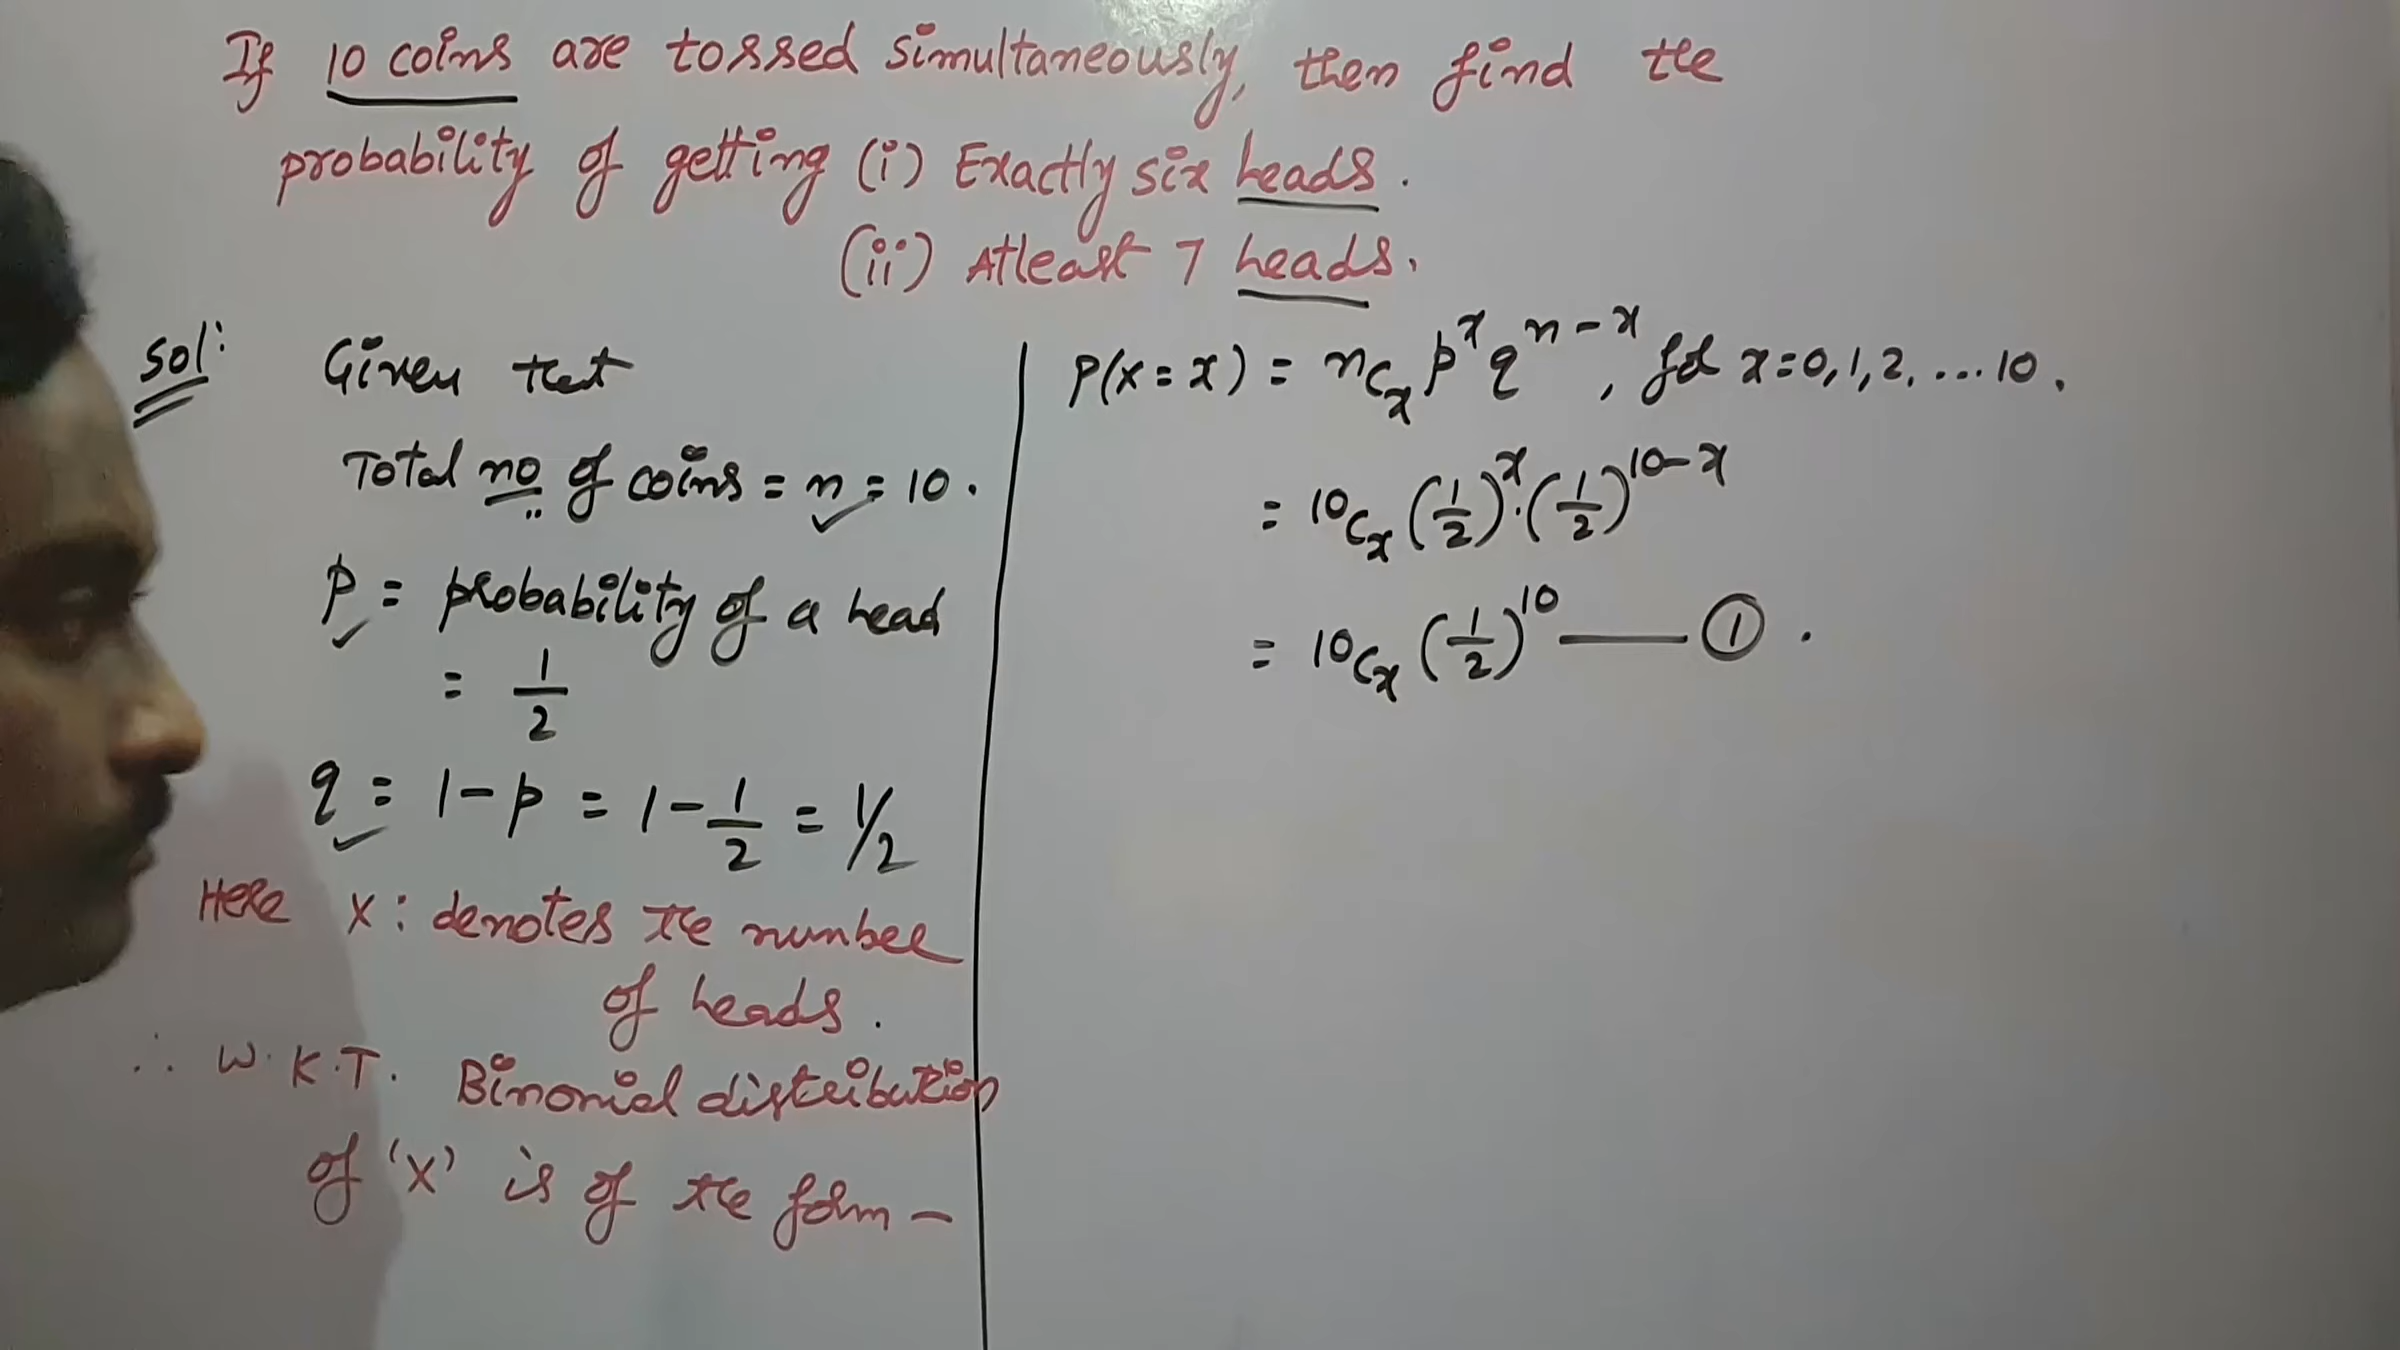 If 10 coins are tossed simultaneously, then find the
probability of getting (i) Exactly six heads.
(ii) Atleast 7 heads.
Sol:
Given that
Total no of coins = n = 10.
p = probability of a head
= 1/2
q = 1-p = 1-1/2 = 1/2
Here X: denotes the number
of heads.
∴ W.K.T. Binomial distribution
of 'X' is of the form –
P(X=x) = nCx p^x q^(n-x), for x=0,1,2,...10.
= 10Cx (1/2)^x.(1/2)^(10-x)
= 10Cx (1/2)^10 —— ①.